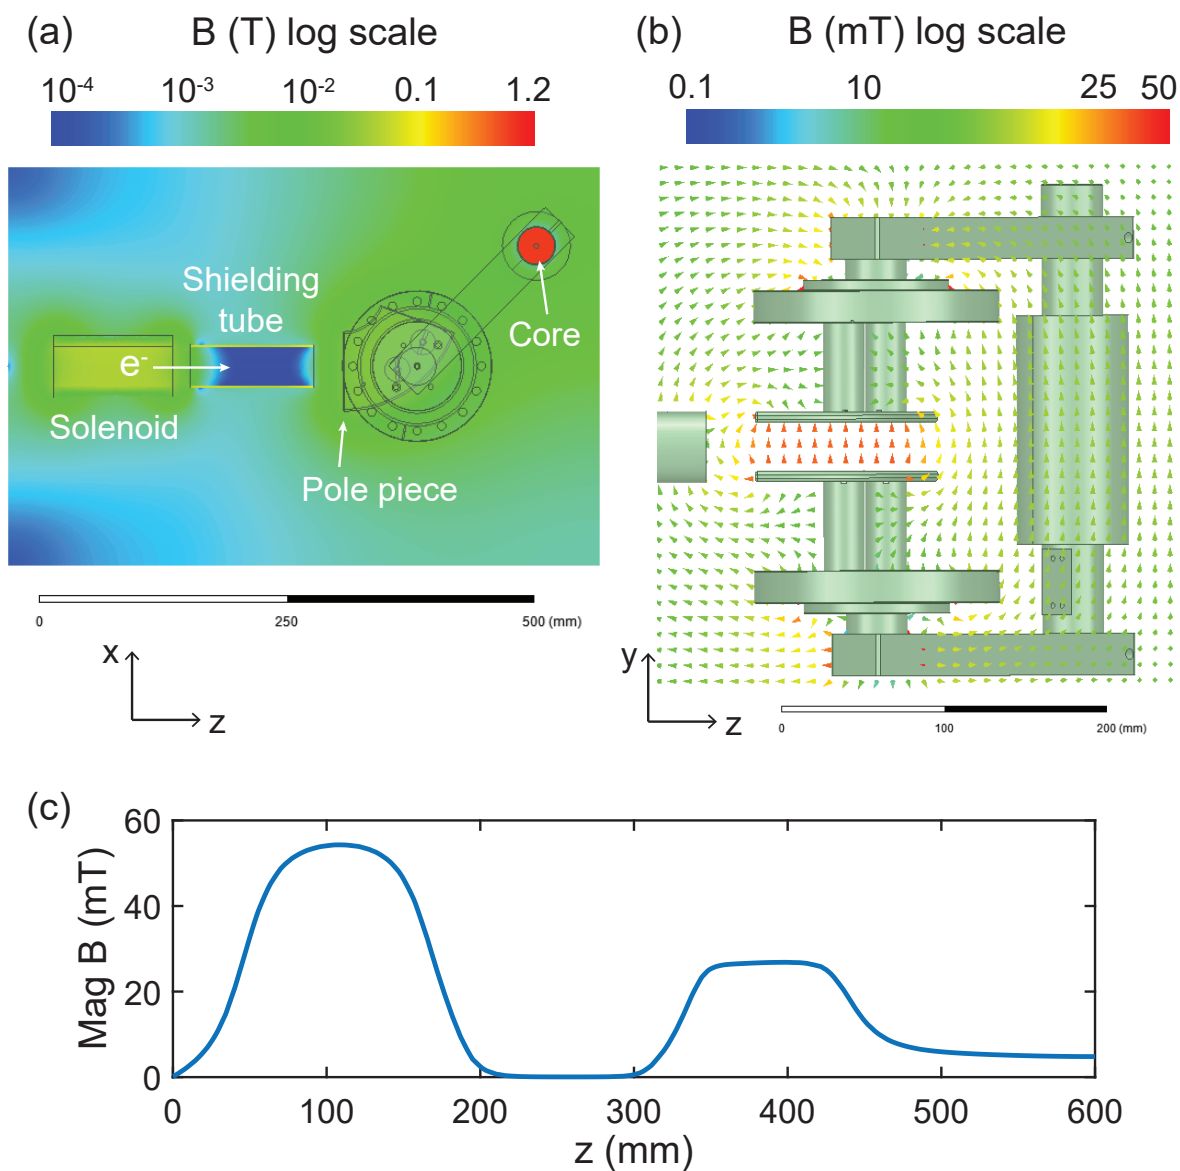 (a) B (T) log scale
10⁻⁴ 10⁻³ 10⁻² 0.1 1.2
Shielding
tube
Core
e⁻
Solenoid
Pole piece
0 250 500 (mm)
x
z
(b) B (mT) log scale
0.1 10 25 50
y
z
0 100 200 (mm)
(c)
Mag B (mT)
60
40
20
0
0 100 200 300 400 500 600
z (mm)